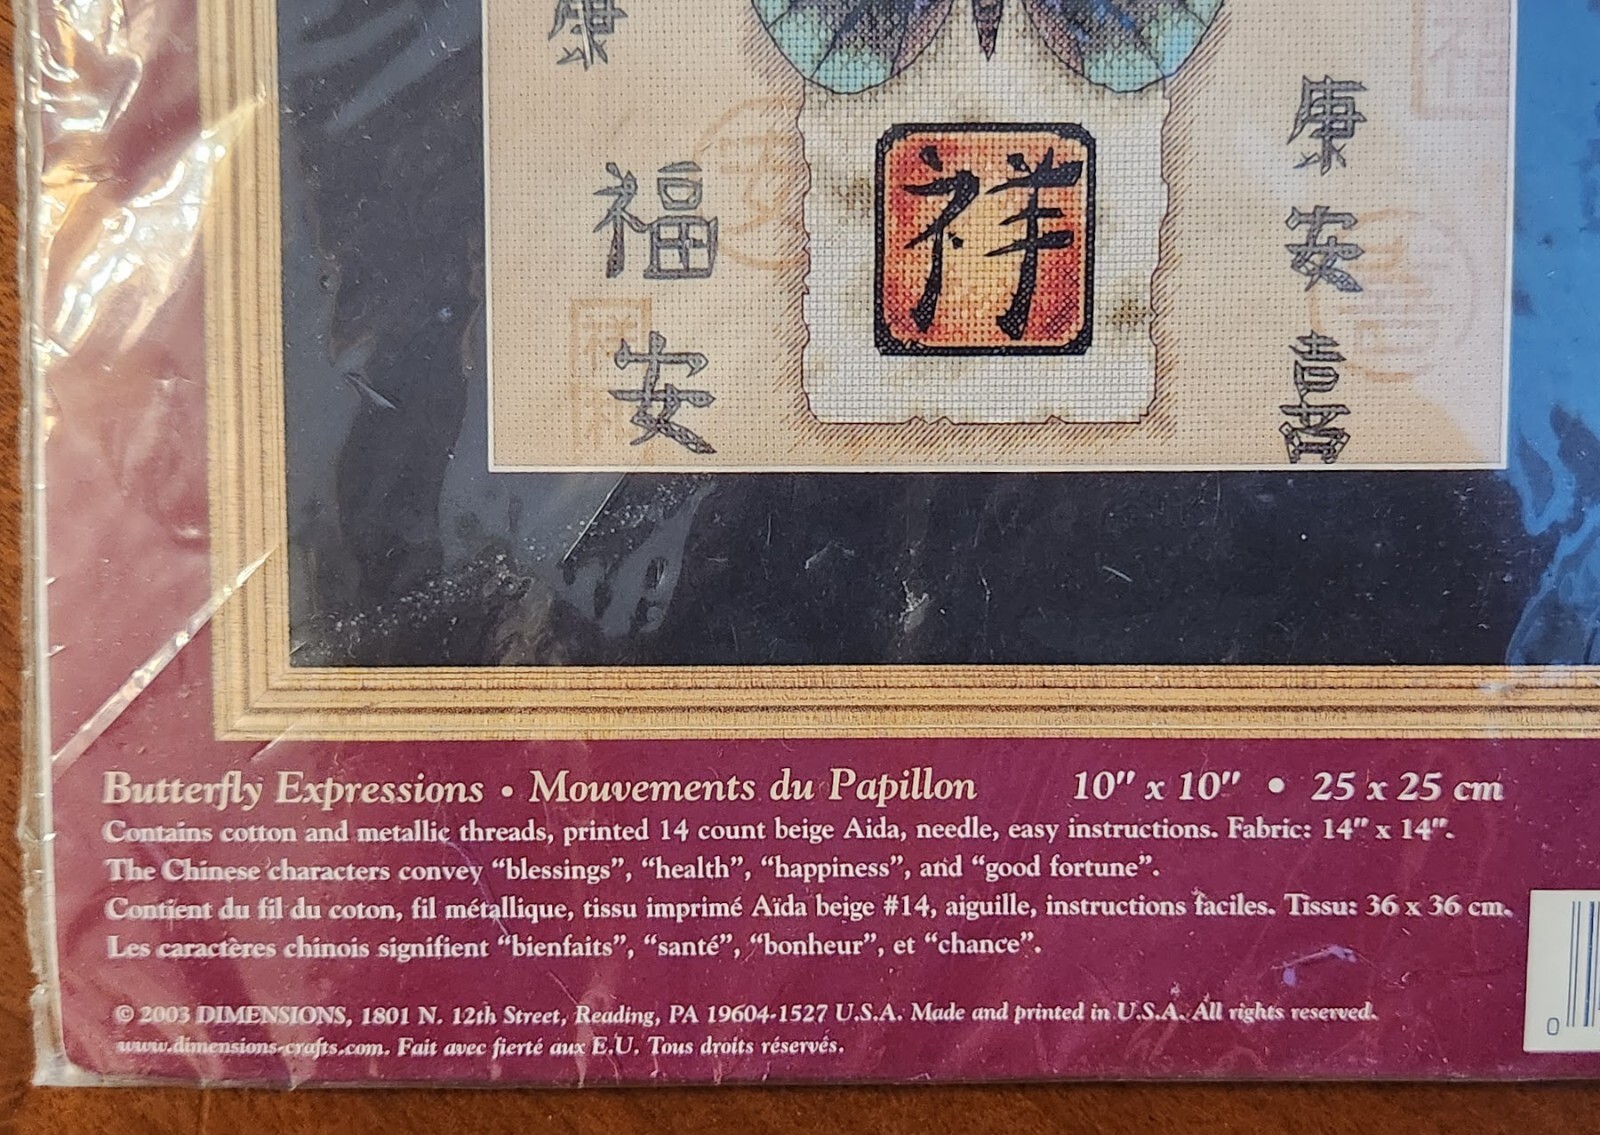 康
福
安
祥
康
安
喜
Butterfly Expressions • Mouvements du Papillon 10" x 10" • 25 x 25 cm
Contains cotton and metallic threads, printed 14 count beige Aida, needle, easy instructions. Fabric: 14" x 14".
The Chinese characters convey “blessings”, “health”, “happiness”, and “good fortune”.
Contient du fil du coton, fil métallique, tissu imprimé Aïda beige #14, aiguille, instructions faciles. Tissu: 36 x 36 cm.
Les caractères chinois signifient “bienfaits”, “santé”, “bonheur”, et “chance”.
© 2003 DIMENSIONS, 1801 N. 12th Street, Reading, PA 19604-1527 U.S.A. Made and printed in U.S.A. All rights reserved.
www.dimensions-crafts.com. Fait avec fierté aux E.U. Tous droits réservés.
0